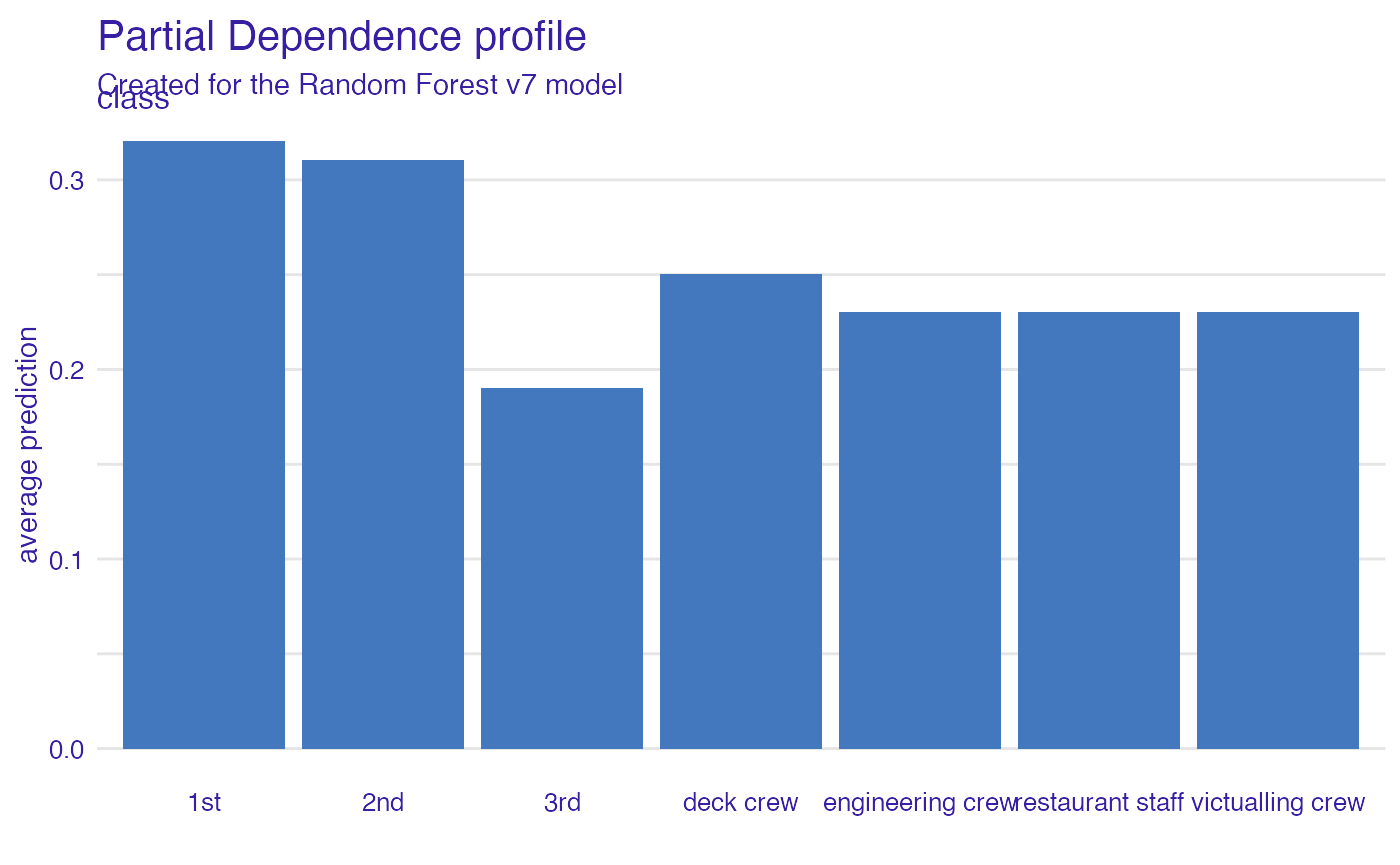 Partial Dependence profile
Created for the Random Forest v7 model
class
average prediction
0.3
0.2
0.1
0.0
1st 2nd 3rd deck crew engineering crew restaurant staff victualling crew